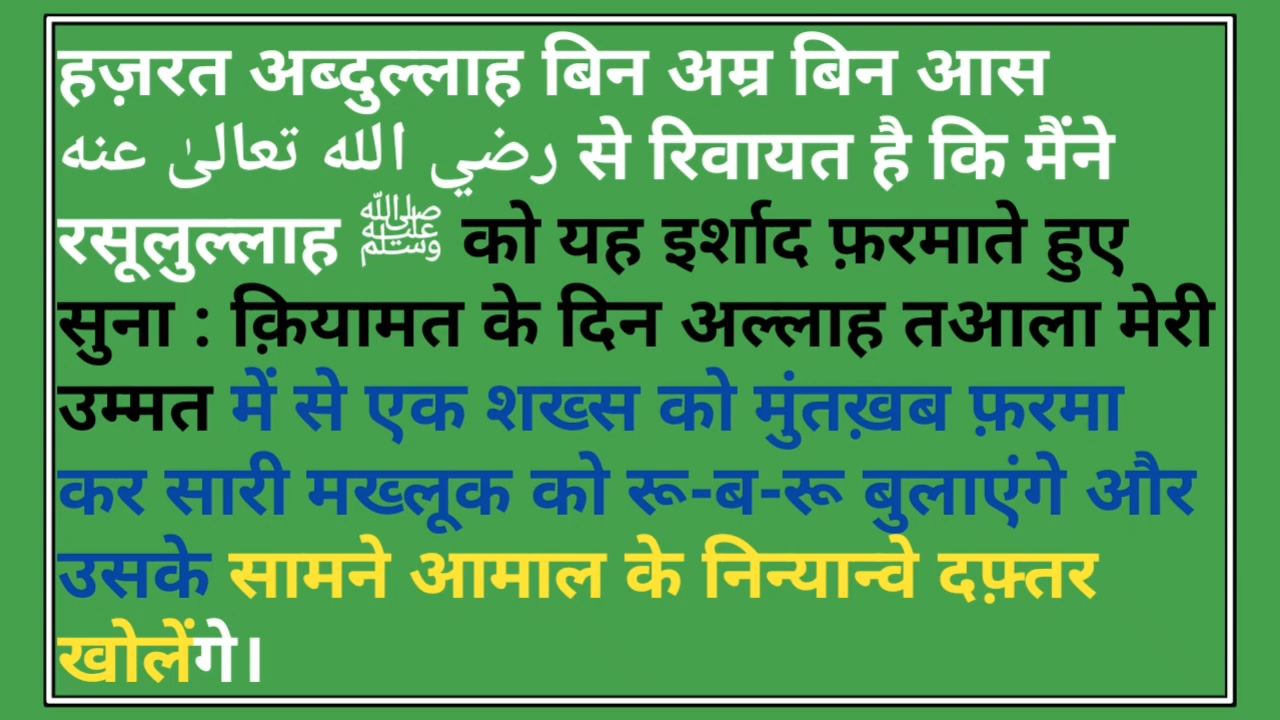 हज़रत अब्दुल्लाह बिन अम्र बिन आस
رضي الله تعالىٰ عنه से रिवायत है कि मैंने
रसूलुल्लाह ﷺ को यह इर्शाद फ़रमाते हुए
सुना : क़ियामत के दिन अल्लाह तआला मेरी
उम्मत में से एक शख्स को मुंतख़ब फ़रमा
कर सारी मख्लूक को रू-ब-रू बुलाएंगे और
उसके सामने आमाल के निन्यान्वे दफ़्तर
खोलेंगे।